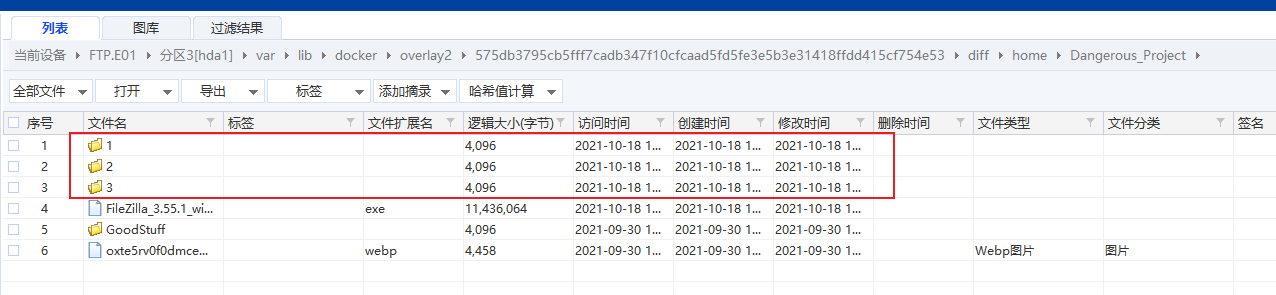 列表 图库 过滤结果
当前设备 FTP.E01 分区3[hda1] var lib docker overlay2 575db3795cb5fff7cadb347f10cfcaad5fd5fe3e5b3e31418ffdd415cf754e53 diff home Dangerous_Project
全部文件 打开 导出 标签 添加摘录 哈希值计算
序号 文件名 标签 文件扩展名 逻辑大小(字节) 访问时间 创建时间 修改时间 删除时间 文件类型 文件分类 签名
1 1 4,096 2021-10-18 1... 2021-10-18 1... 2021-10-18 1...
2 2 4,096 2021-10-18 1... 2021-10-18 1... 2021-10-18 1...
3 3 4,096 2021-10-18 1... 2021-10-18 1... 2021-10-18 1...
4 FileZilla_3.55.1_wi... exe 11,436,064 2021-10-18 1... 2021-10-18 1... 2021-10-18 1...
5 GoodStuff 4,096 2021-09-30 1... 2021-09-30 1... 2021-09-30 1...
6 oxte5rv0f0dmce... webp 4,458 2021-09-30 1... 2021-09-30 1... 2021-09-30 1... Webp图片 图片